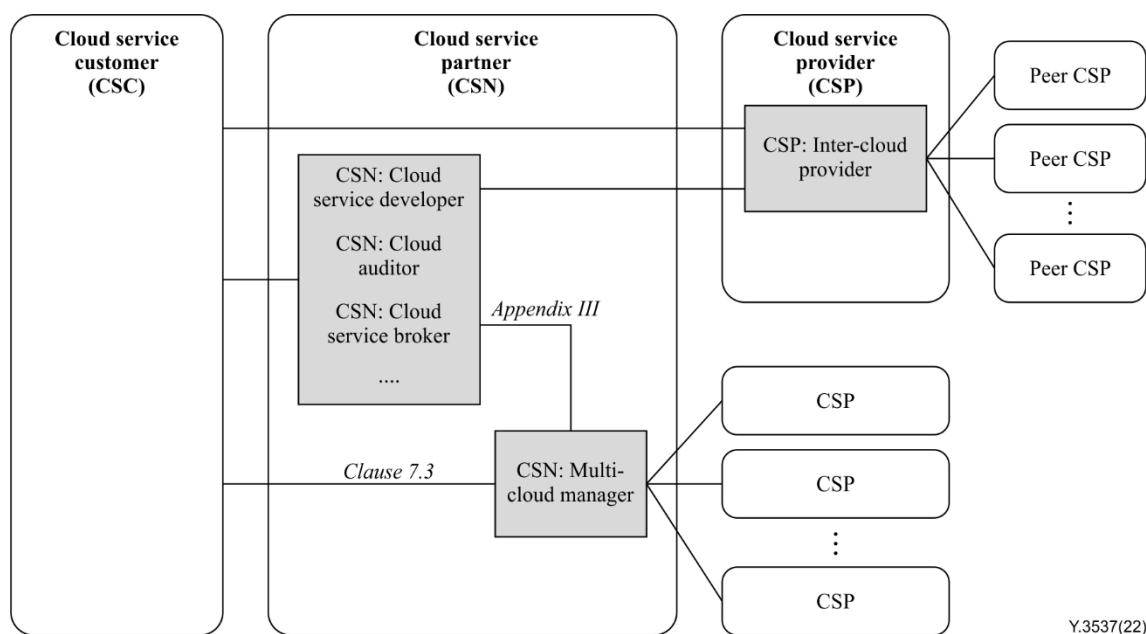 Cloud service
customer
(CSC)
Cloud service
partner
(CSN)
Cloud service
provider
(CSP)
Peer CSP
CSP: Inter-cloud
provider
Peer CSP
Peer CSP
CSN: Cloud
service developer
CSN: Cloud
auditor
CSN: Cloud
service broker
....
Appendix III
Clause 7.3
CSN: Multi-
cloud manager
CSP
CSP
CSP
Y.3537(22)